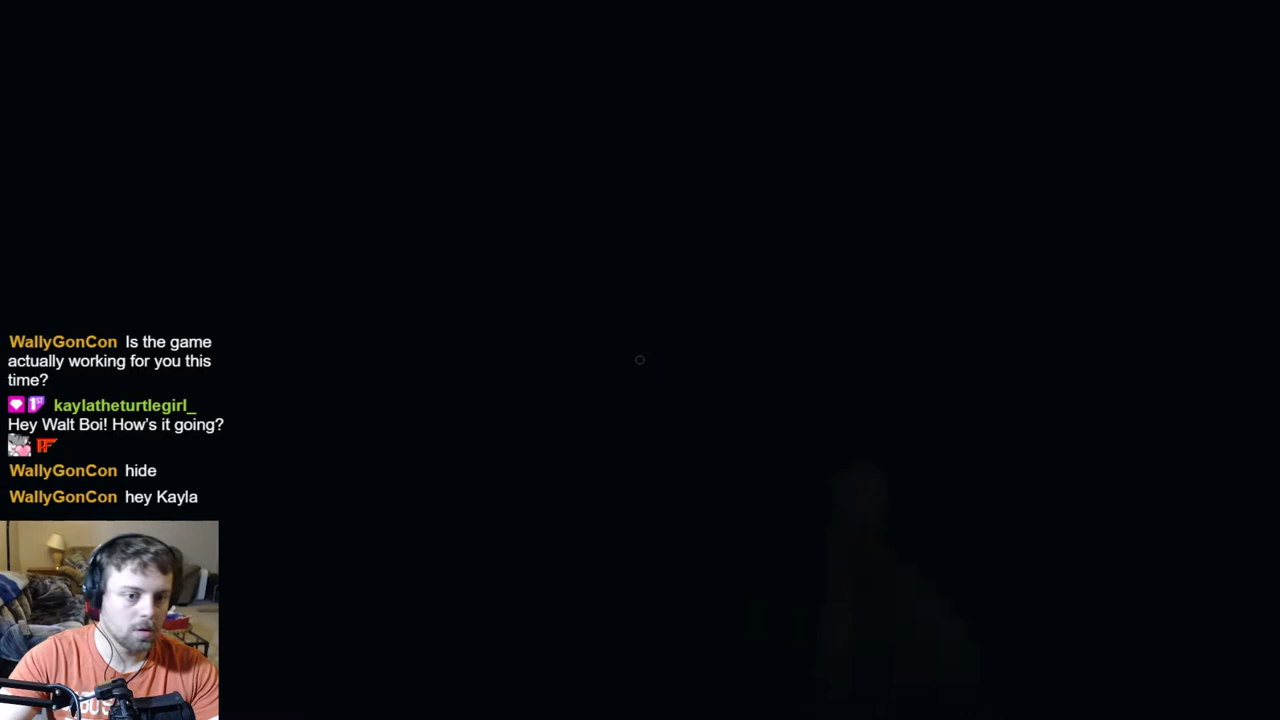 WallyGonCon Is the game
actually working for you this
time?
kaylatheturtlegirl_
Hey Walt Boi! How's it going?
WallyGonCon hide
WallyGonCon hey Kayla